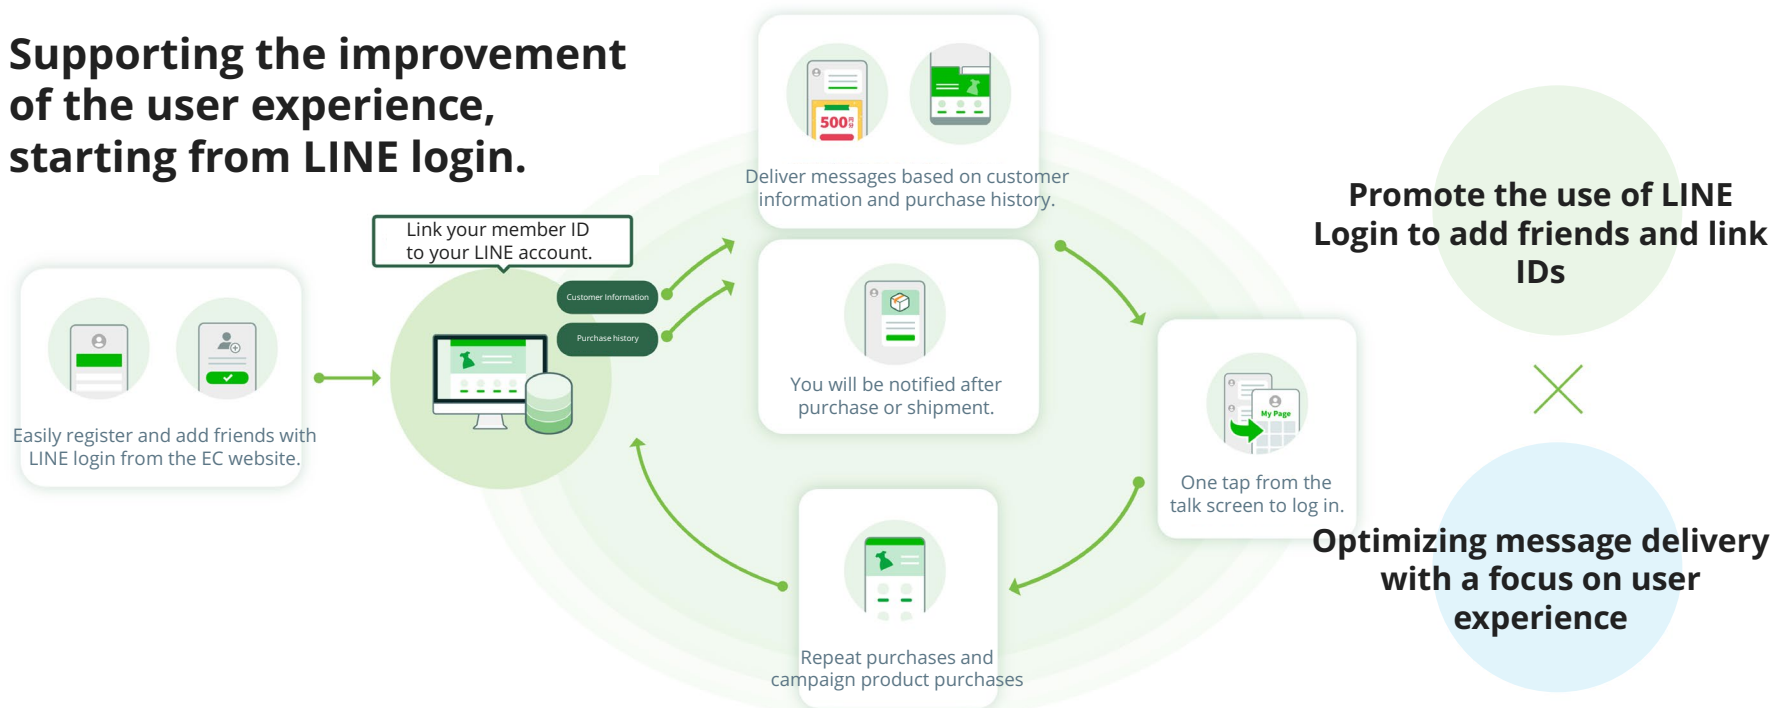 Supporting the improvement
of the user experience,
starting from LINE login.
Link your member ID
to your LINE account.
Customer Information
Purchase history
Easily register and add friends with
LINE login from the EC website.
500円
Deliver messages based on customer
information and purchase history.
You will be notified after
purchase or shipment.
My Page
One tap from the
talk screen to log in.
Repeat purchases and
campaign product purchases
Promote the use of LINE
Login to add friends and link
IDs
Optimizing message delivery
with a focus on user
experience